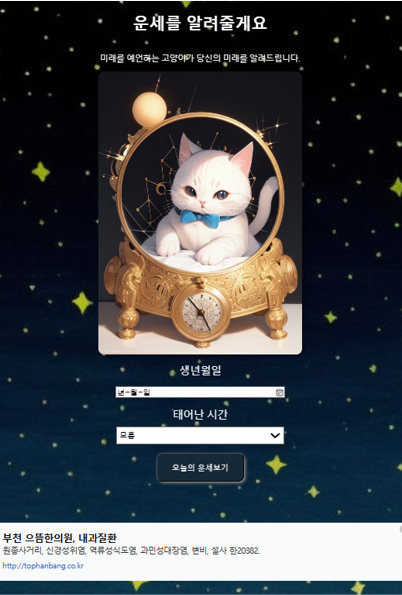 운세를 알려줄게요
미래를 예언하는 고양이가 당신의 미래를 알려드립니다.
생년월일
년-월-일
태어난 시간
모름
오늘의 운세보기
부천 으뜸한의원, 내과질환
원종사거리, 신경성위염, 역류성식도염, 과민성대장염, 변비, 설사 한20382.
http://tophanbang.co.kr